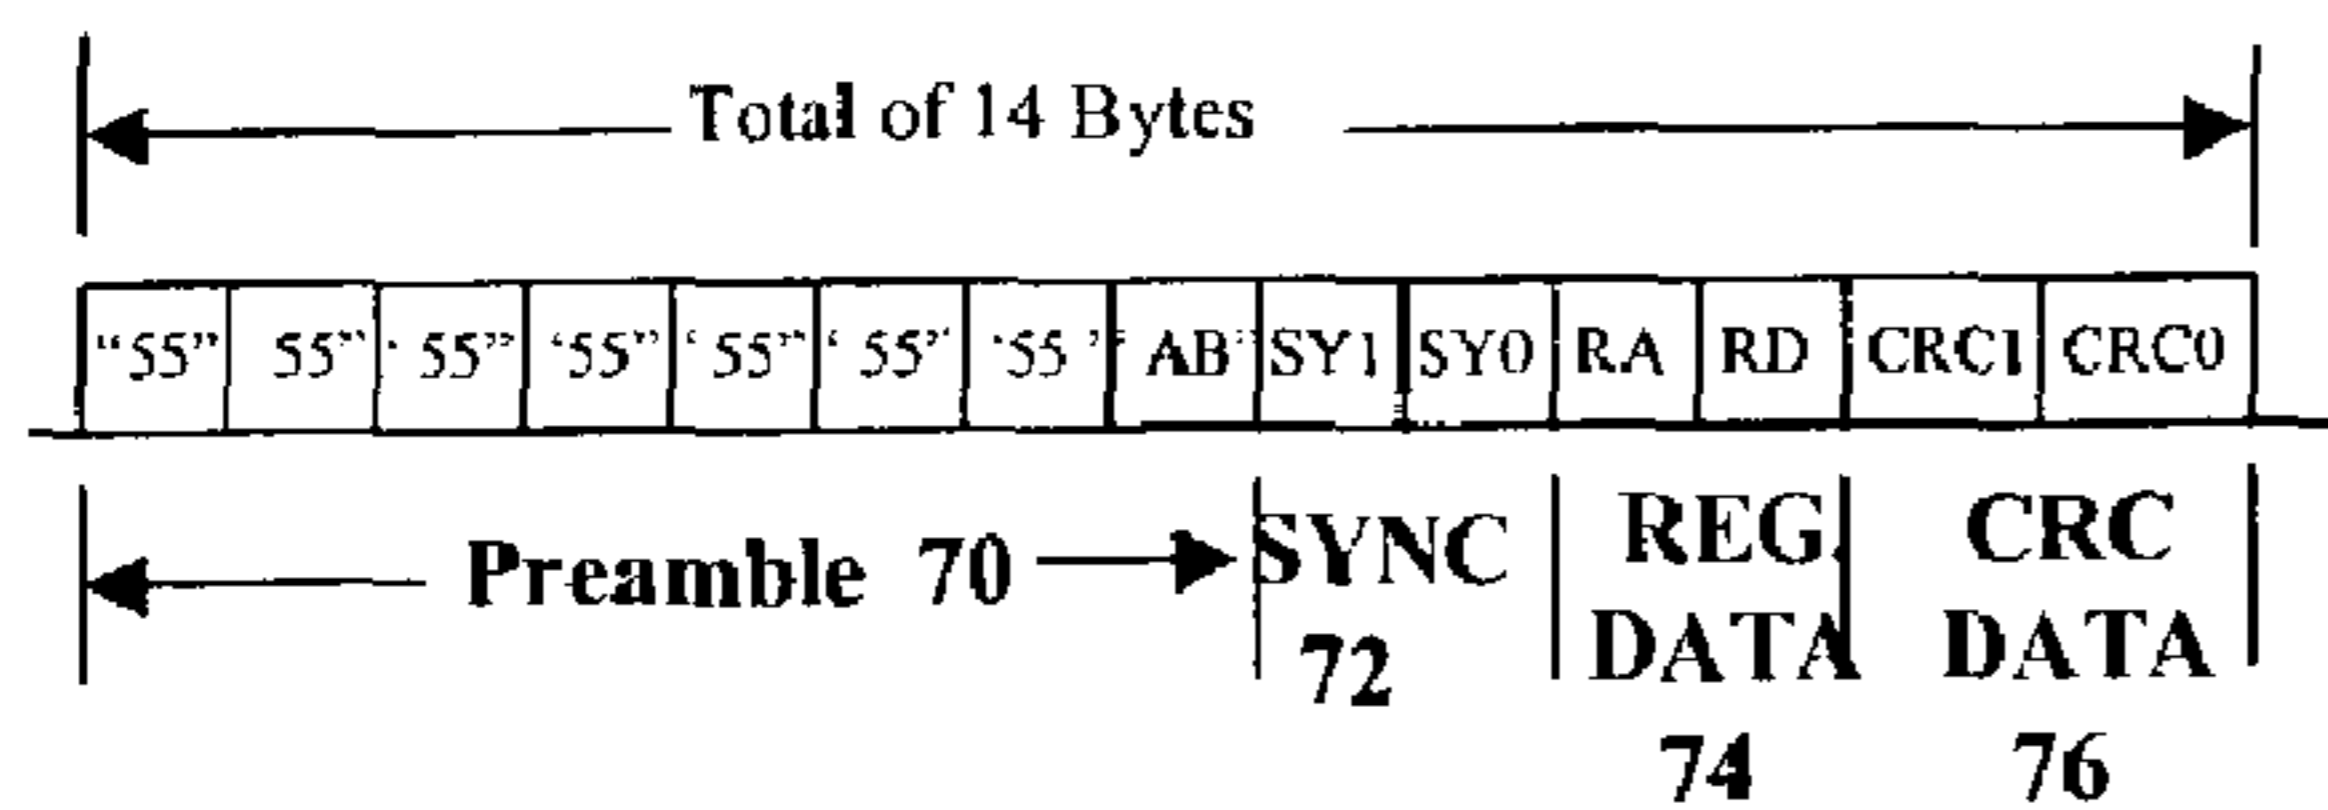 Total of 14 Bytes
“55” 55” ‘ 55” ‘55” ‘ 55” ‘ 55’' ‘55 ’' AB” SY1 SY0 RA RD CRC1 CRC0
Preamble 70 SYNC REG. CRC
72 DATA DATA
74 76